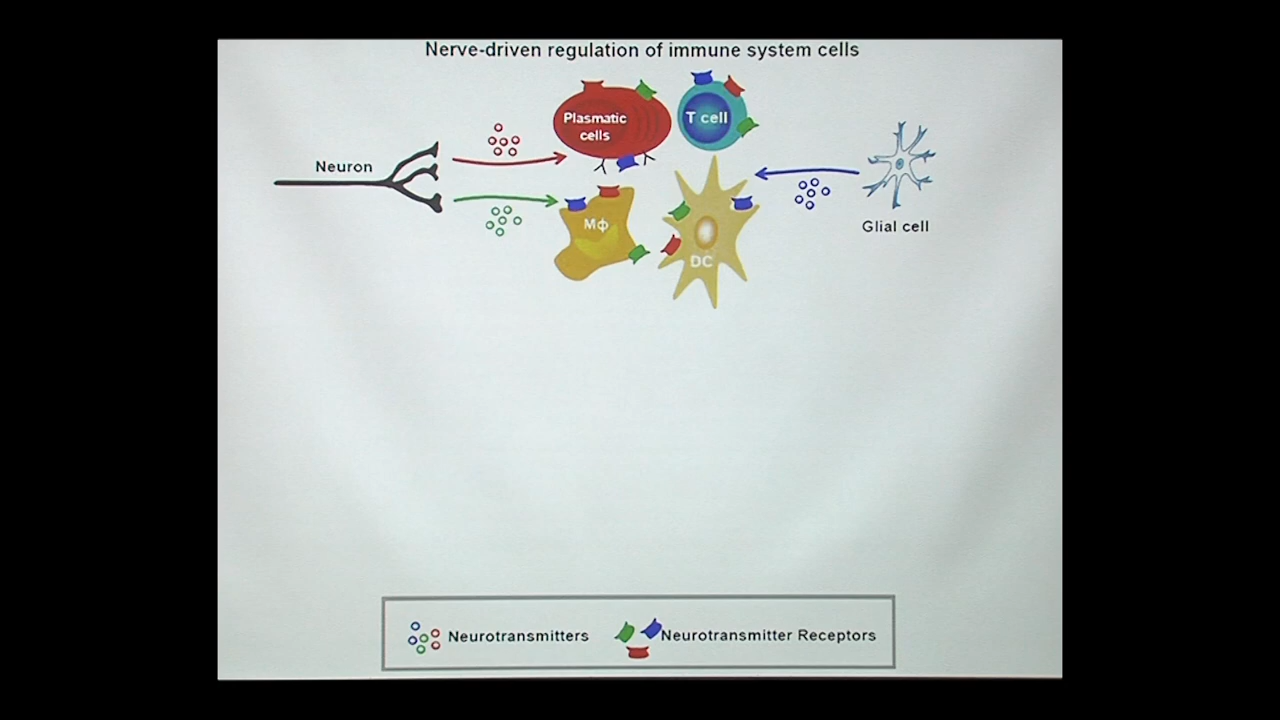 Nerve-driven regulation of immune system cells
Plasmatic
cells
T cell
Neuron
Mϕ
DC
Glial cell
Neurotransmitters
Neurotransmitter Receptors